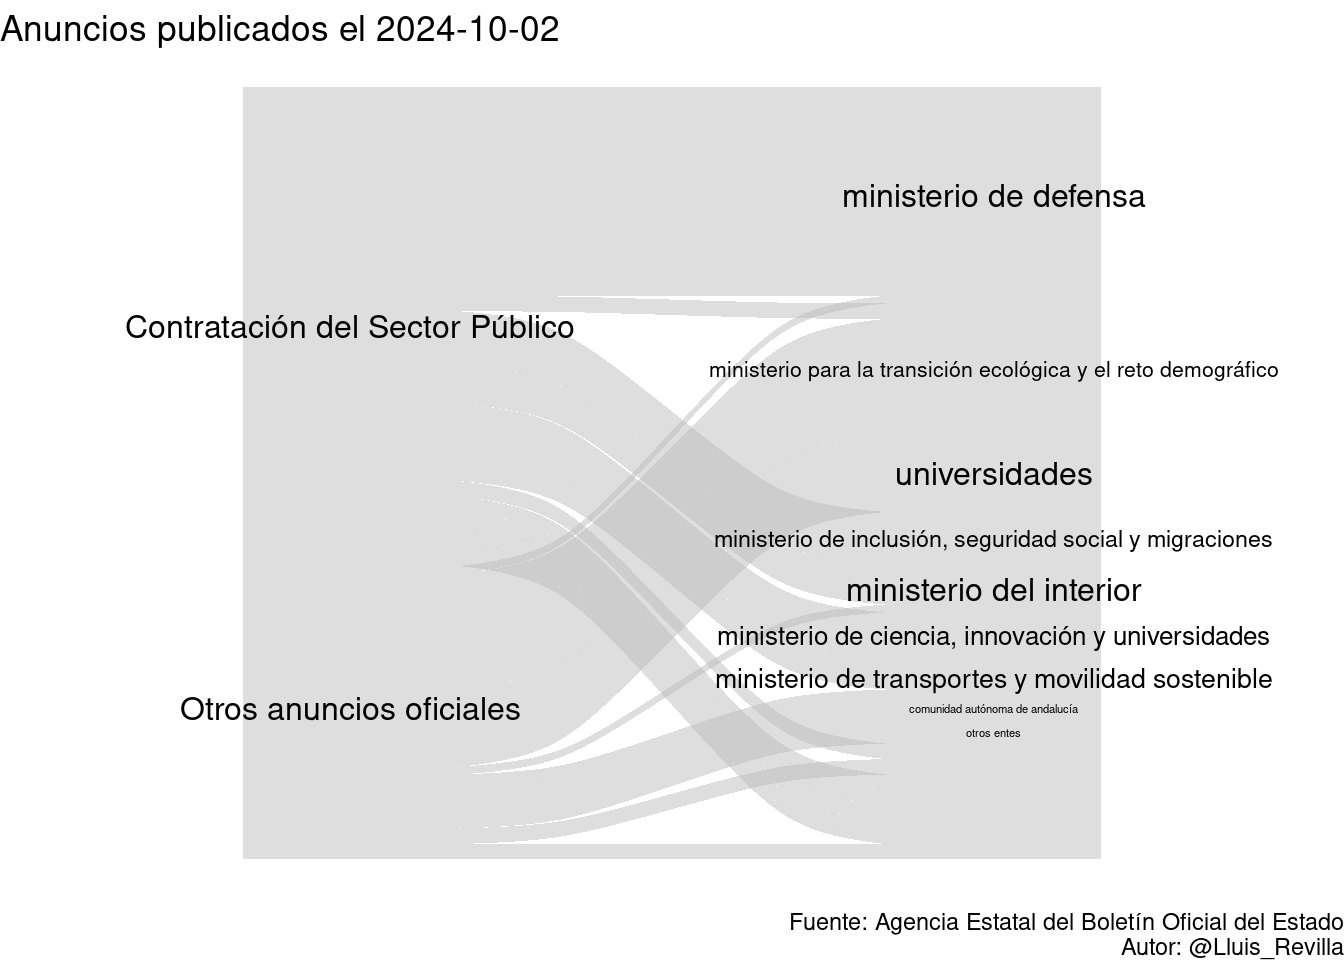 Anuncios publicados el 2024-10-02
ministerio de defensa
Contratación del Sector Público
ministerio para la transición ecológica y el reto demográfico
universidades
ministerio de inclusión, seguridad social y migraciones
ministerio del interior
ministerio de ciencia, innovación y universidades
ministerio de transportes y movilidad sostenible
Otros anuncios oficiales
comunidad autónoma de andalucía
otros entes
Fuente: Agencia Estatal del Boletín Oficial del Estado
Autor: @Lluis_Revilla